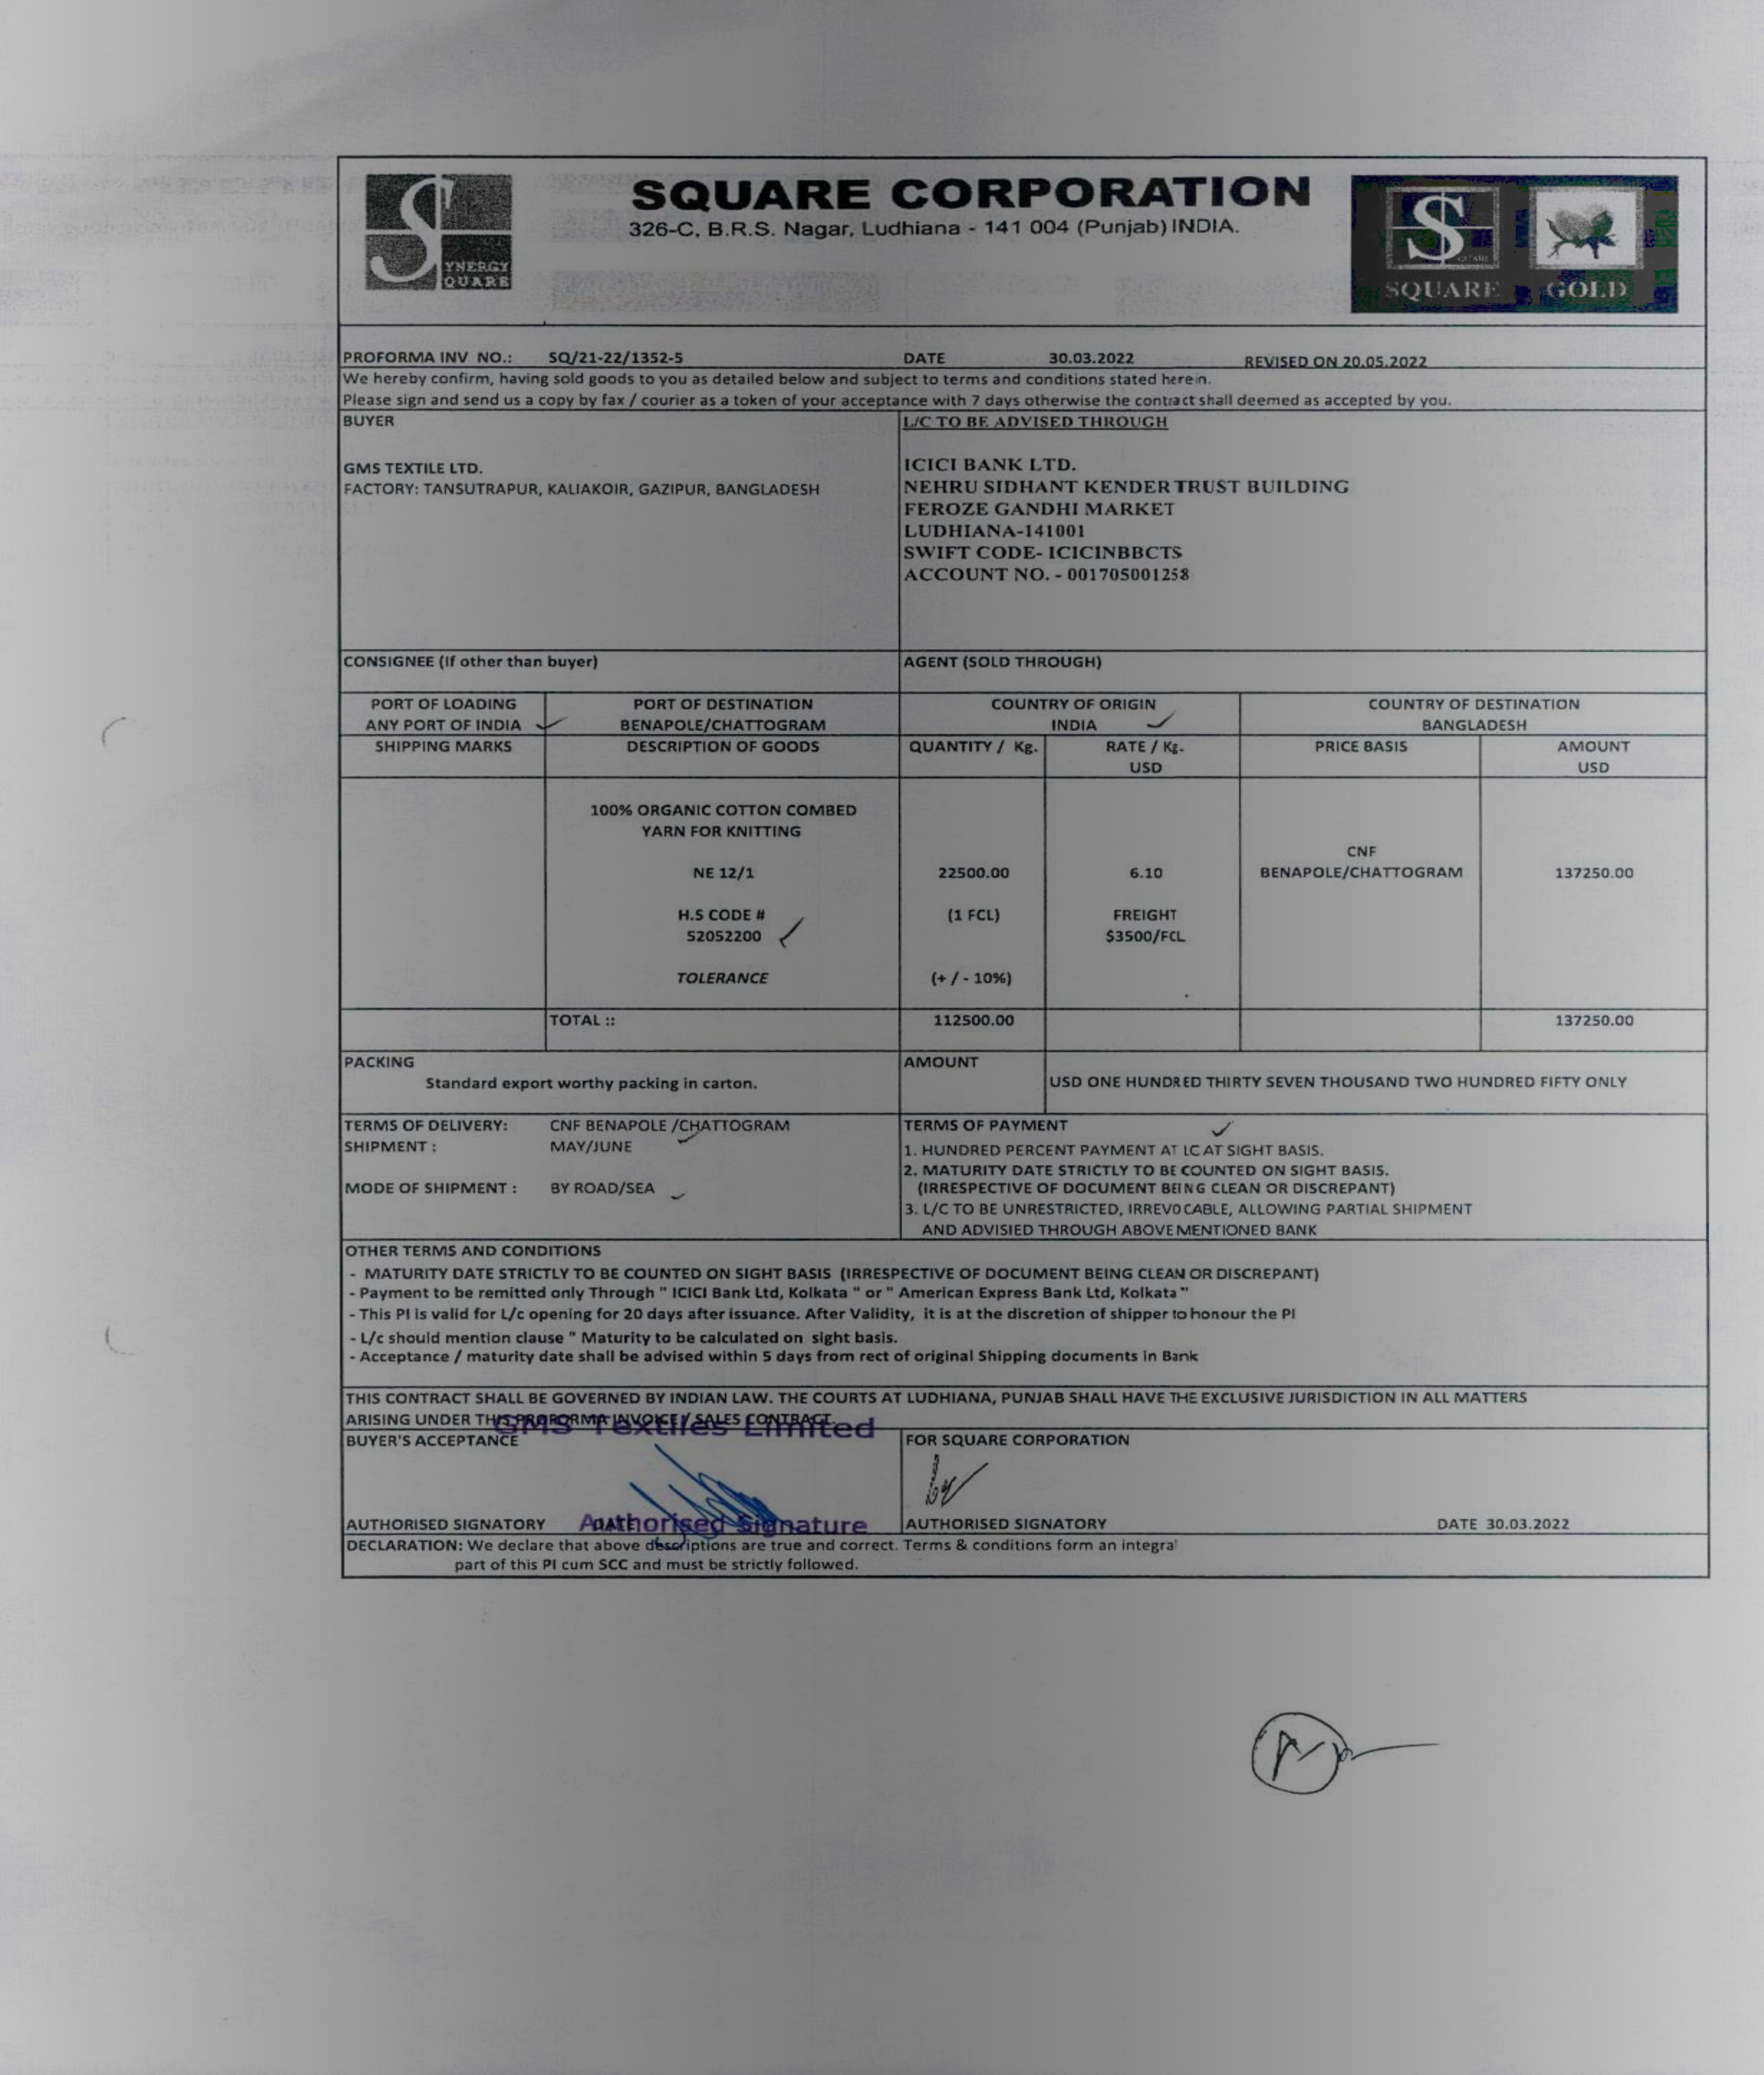 SYNERGY
SQUARE
SQUARE CORPORATION
326-C, B.R.S. Nagar, Ludhiana - 141 004 (Punjab) INDIA.
SQUARE GOLD
PROFORMA INV NO.: SQ/21-22/1352-5 DATE 30.03.2022 REVISED ON 20.05.2022
We hereby confirm, having sold goods to you as detailed below and subject to terms and conditions stated herein.
Please sign and send us a copy by fax / courier as a token of your acceptance with 7 days otherwise the contract shall deemed as accepted by you.
BUYER
GMS TEXTILE LTD.
FACTORY: TANSUTRAPUR, KALIAKOIR, GAZIPUR, BANGLADESH
L/C TO BE ADVISED THROUGH
ICICI BANK LTD.
NEHRU SIDHANT KENDER TRUST BUILDING
FEROZE GANDHI MARKET
LUDHIANA-141001
SWIFT CODE- ICICINBBCTS
ACCOUNT NO. - 001705001258
CONSIGNEE (If other than buyer) AGENT (SOLD THROUGH)
PORT OF LOADING PORT OF DESTINATION COUNTRY OF ORIGIN COUNTRY OF DESTINATION
ANY PORT OF INDIA BENAPOLE/CHATTOGRAM INDIA BANGLADESH
SHIPPING MARKS DESCRIPTION OF GOODS QUANTITY / Kg. RATE / Kg. PRICE BASIS AMOUNT
USD USD
100% ORGANIC COTTON COMBED
YARN FOR KNITTING
CNF
NE 12/1 22500.00 6.10 BENAPOLE/CHATTOGRAM 137250.00
H.S CODE # (1 FCL) FREIGHT
52052200 $3500/FCL
TOLERANCE (+ / - 10%)
TOTAL :: 112500.00 137250.00
PACKING AMOUNT
Standard export worthy packing in carton. USD ONE HUNDRED THIRTY SEVEN THOUSAND TWO HUNDRED FIFTY ONLY
TERMS OF DELIVERY: CNF BENAPOLE /CHATTOGRAM
SHIPMENT : MAY/JUNE
MODE OF SHIPMENT : BY ROAD/SEA
TERMS OF PAYMENT
1. HUNDRED PERCENT PAYMENT AT LC AT SIGHT BASIS.
2. MATURITY DATE STRICTLY TO BE COUNTED ON SIGHT BASIS.
(IRRESPECTIVE OF DOCUMENT BEING CLEAN OR DISCREPANT)
3. L/C TO BE UNRESTRICTED, IRREVOCABLE, ALLOWING PARTIAL SHIPMENT
AND ADVISIED THROUGH ABOVE MENTIONED BANK
OTHER TERMS AND CONDITIONS
- MATURITY DATE STRICTLY TO BE COUNTED ON SIGHT BASIS (IRRESPECTIVE OF DOCUMENT BEING CLEAN OR DISCREPANT)
- Payment to be remitted only Through " ICICI Bank Ltd, Kolkata " or " American Express Bank Ltd, Kolkata "
- This PI is valid for L/c opening for 20 days after issuance. After Validity, it is at the discretion of shipper to honour the PI
- L/c should mention clause " Maturity to be calculated on sight basis.
- Acceptance / maturity date shall be advised within 5 days from rect of original Shipping documents in Bank
THIS CONTRACT SHALL BE GOVERNED BY INDIAN LAW. THE COURTS AT LUDHIANA, PUNJAB SHALL HAVE THE EXCLUSIVE JURISDICTION IN ALL MATTERS
ARISING UNDER THIS PROFORMA INVOICE / SALES CONTRACT.
GMS Textiles Limited
BUYER'S ACCEPTANCE FOR SQUARE CORPORATION
AUTHORISED SIGNATORY DATE Authorised Signature AUTHORISED SIGNATORY DATE 30.03.2022
DECLARATION: We declare that above descriptions are true and correct. Terms & conditions form an integral
part of this PI cum SCC and must be strictly followed.